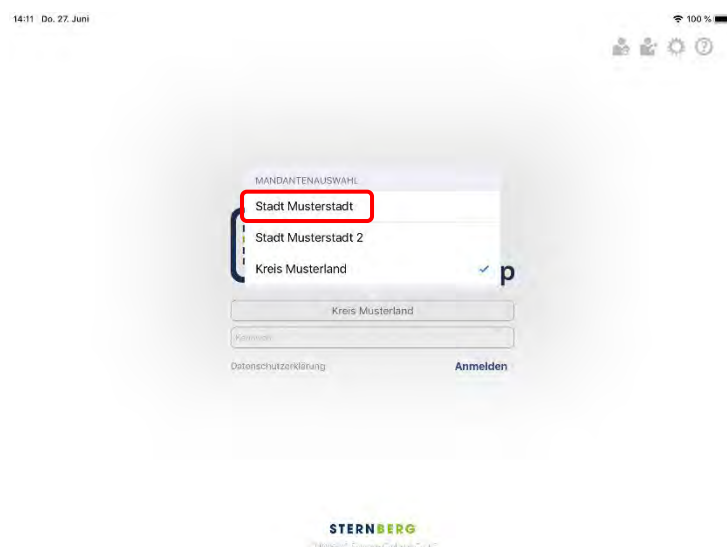 14:11 Do. 27. Juni
100 %
MANDANTENAUSWAHL
Stadt Musterstadt
Stadt Musterstadt 2
Kreis Musterland
p
Kreis Musterland
Datenschutzerklärung
Anmelden
STERNBERG